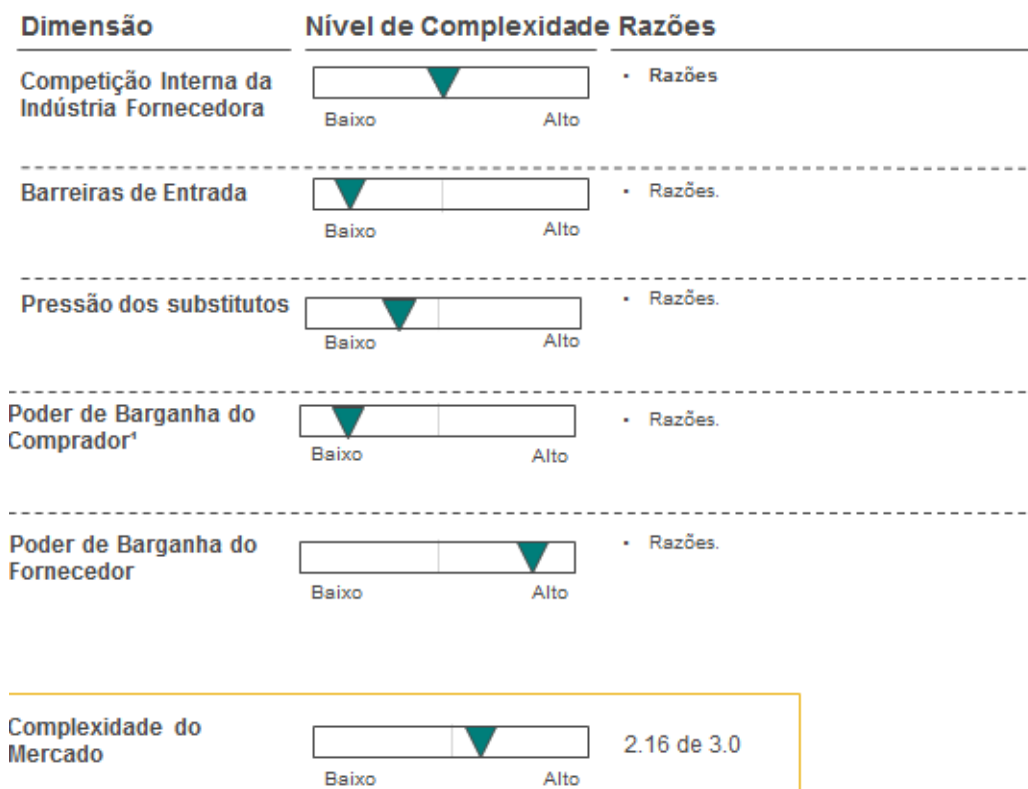 Dimensão Nível de Complexidade Razões
Competição Interna da
Indústria Fornecedora
Baixo Alto
• Razões
Barreiras de Entrada
Baixo Alto
• Razões.
Pressão dos substitutos
Baixo Alto
• Razões.
Poder de Barganha do
Comprador¹
Baixo Alto
• Razões.
Poder de Barganha do
Fornecedor
Baixo Alto
• Razões.
Complexidade do
Mercado
Baixo Alto
2.16 de 3.0